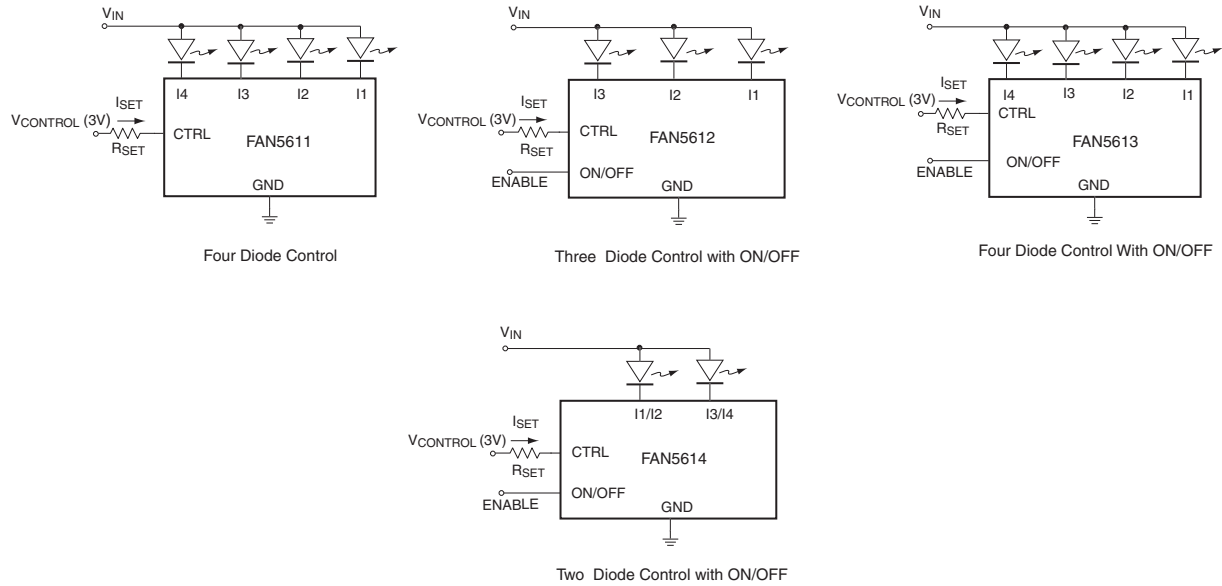 VIN
I4 I3 I2 I1
ISET
VCONTROL (3V)
RSET
CTRL
FAN5611
GND
Four Diode Control
VIN
I3 I2 I1
ISET
VCONTROL (3V)
RSET
CTRL
FAN5612
ENABLE
ON/OFF
GND
Three Diode Control with ON/OFF
VIN
I4 I3 I2 I1
ISET
VCONTROL (3V)
RSET
CTRL
FAN5613
ENABLE
ON/OFF
GND
Four Diode Control With ON/OFF
VIN
I1/I2 I3/I4
ISET
VCONTROL (3V)
RSET
CTRL
FAN5614
ENABLE
ON/OFF
GND
Two Diode Control with ON/OFF